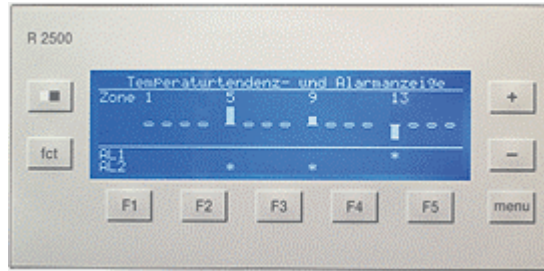 R 2500
Temperaturtendenz- und Alarmanzeige
Zone 1 5 9 13
+
fct
AL1 *
AL2 * *
−
F1 F2 F3 F4 F5 menu